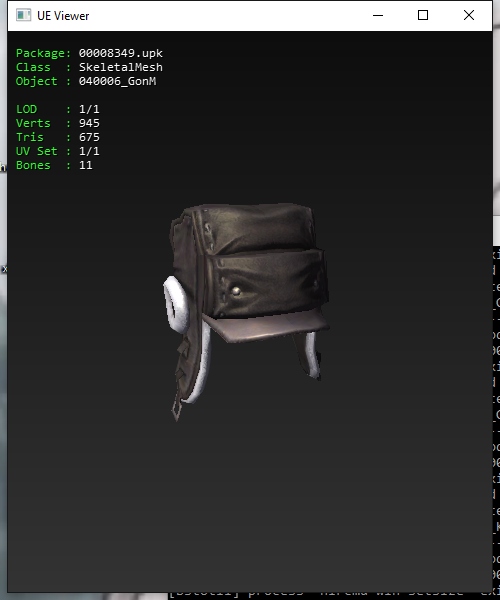 UE Viewer
Package: 00008349.upk
Class : SkeletalMesh
Object : 040006_GonM
LOD : 1/1
Verts : 945
Tris : 675
UV Set : 1/1
Bones : 11